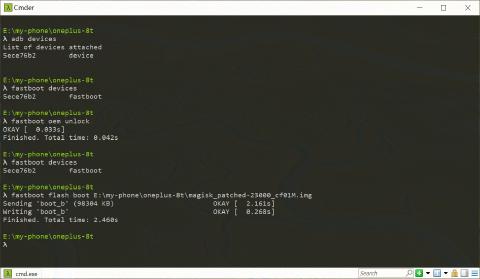 Cmder
E:\my-phone\oneplus-8t
λ adb devices
List of devices attached
5ece76b2 device
E:\my-phone\oneplus-8t
λ fastboot devices
5ece76b2 fastboot
E:\my-phone\oneplus-8t
λ fastboot oem unlock
OKAY [ 0.033s]
Finished. Total time: 0.042s
E:\my-phone\oneplus-8t
λ fastboot devices
5ece76b2 fastboot
E:\my-phone\oneplus-8t
λ fastboot flash boot E:\my-phone\oneplus-8t\magisk_patched-23000_cf01M.img
Sending 'boot_b' (98304 KB) OKAY [ 2.161s]
Writing 'boot_b' OKAY [ 0.268s]
Finished. Total time: 2.460s
E:\my-phone\oneplus-8t
λ
cmd.exe
Search